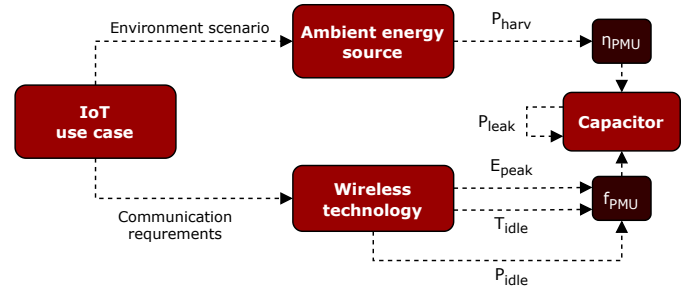 Environment scenario
Ambient energy
source
P_harv
η_PMU
IoT
use case
P_leak
Capacitor
Communication
requrements
Wireless
technology
E_peak
T_idle
f_PMU
P_idle